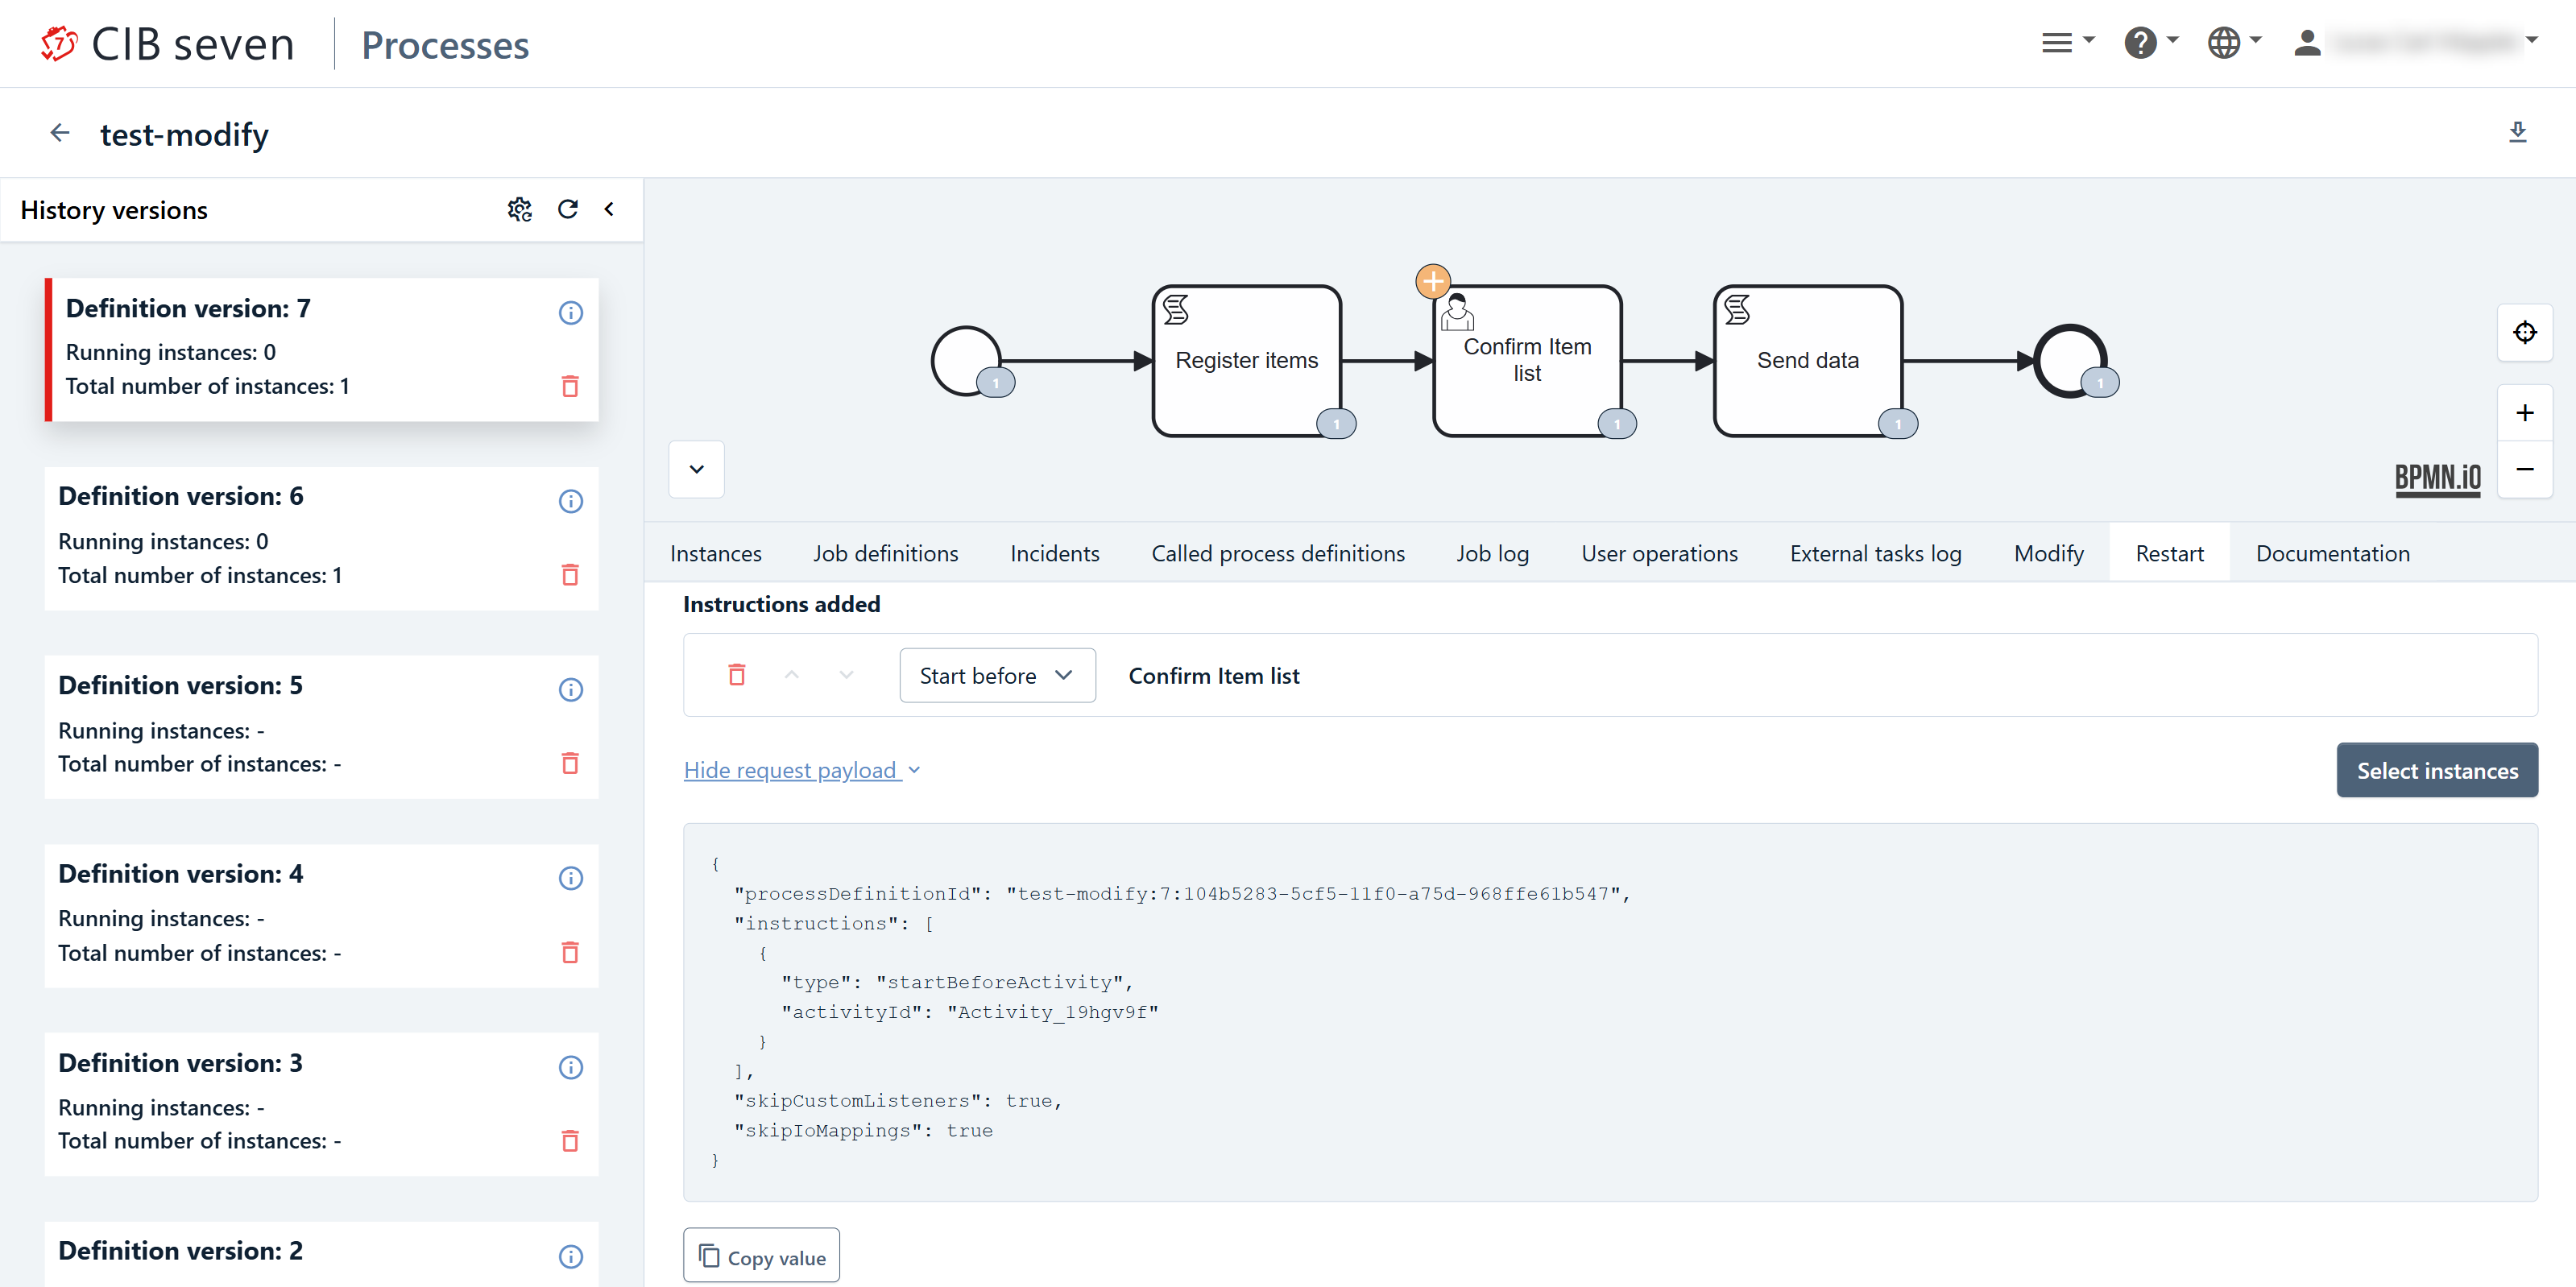 CIB seven
Processes
test-modify
History versions
Definition version: 7
Running instances: 0
Total number of instances: 1
Definition version: 6
Running instances: 0
Total number of instances: 1
Definition version: 5
Running instances: -
Total number of instances: -
Definition version: 4
Running instances: -
Total number of instances: -
Definition version: 3
Running instances: -
Total number of instances: -
Definition version: 2
Register items
Confirm Item
list
Send data
1
1
1
1
1
BPMN.iO
Instances
Job definitions
Incidents
Called process definitions
Job log
User operations
External tasks log
Modify
Restart
Documentation
Instructions added
Start before
Confirm Item list
Hide request payload
Select instances
{
"processDefinitionId": "test-modify:7:104b5283-5cf5-11f0-a75d-968ffe61b547",
"instructions": [
{
"type": "startBeforeActivity",
"activityId": "Activity_19hgv9f"
}
],
"skipCustomListeners": true,
"skipIoMappings": true
}
Copy value